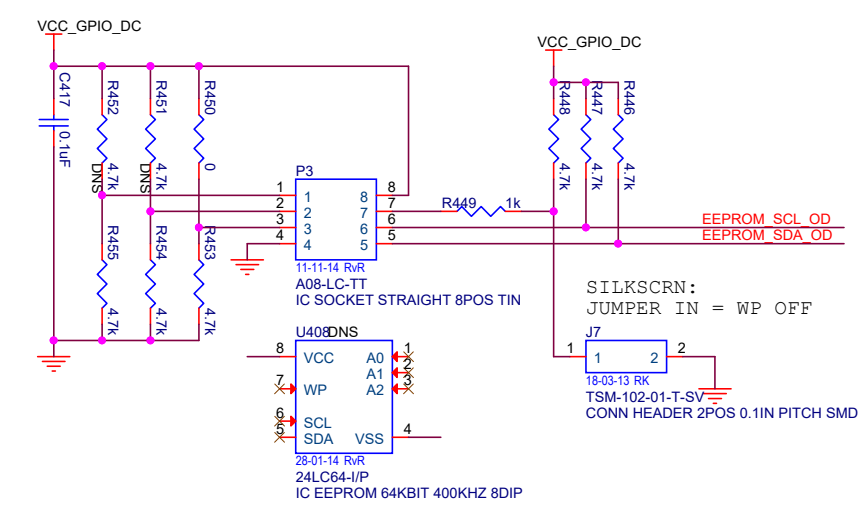 VCC_GPIO_DC
VCC_GPIO_DC
C417
0.1uF
R452
4.7k
DNS
R451
4.7k
DNS
R450
0
R448
4.7k
R447
4.7k
R446
4.7k
P3
1 1 8 8
2 2 7 7
3 3 6 6
4 4 5 5
R449 1k
EEPROM_SCL_OD
EEPROM_SDA_OD
R455
4.7k
R454
4.7k
R453
4.7k
11-11-14 RvR
A08-LC-TT
IC SOCKET STRAIGHT 8POS TIN
SILKSCRN:
JUMPER IN = WP OFF
U408 DNS
8 VCC A0 1
A1 2
7 WP A2 3
6 SCL
5 SDA VSS 4
28-01-14 RvR
24LC64-I/P
IC EEPROM 64KBIT 400KHZ 8DIP
J7
1 1 2 2
18-03-13 RK
TSM-102-01-T-SV
CONN HEADER 2POS 0.1IN PITCH SMD